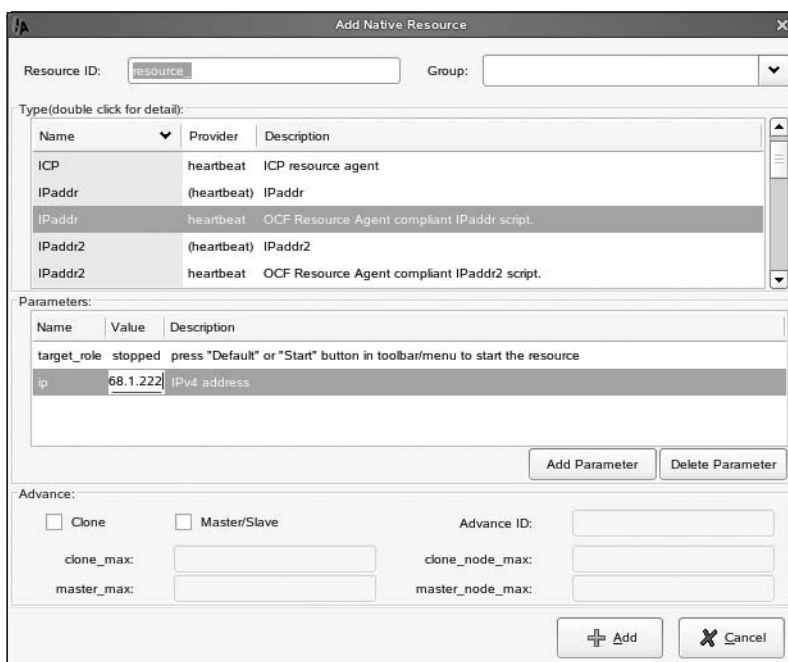 Add Native Resource
Resource ID: resource_ Group:
Type(double click for detail):
Name Provider Description
ICP heartbeat ICP resource agent
IPaddr (heartbeat) IPaddr
IPaddr heartbeat OCF Resource Agent compliant IPaddr script.
IPaddr2 (heartbeat) IPaddr2
IPaddr2 heartbeat OCF Resource Agent compliant IPaddr2 script.
Parameters:
Name Value Description
target_role stopped press "Default" or "Start" button in toolbar/menu to start the resource
ip 68.1.222 IPv4 address
Add Parameter Delete Parameter
Advance:
Clone Master/Slave Advance ID:
clone_max: clone_node_max:
master_max: master_node_max:
Add Cancel